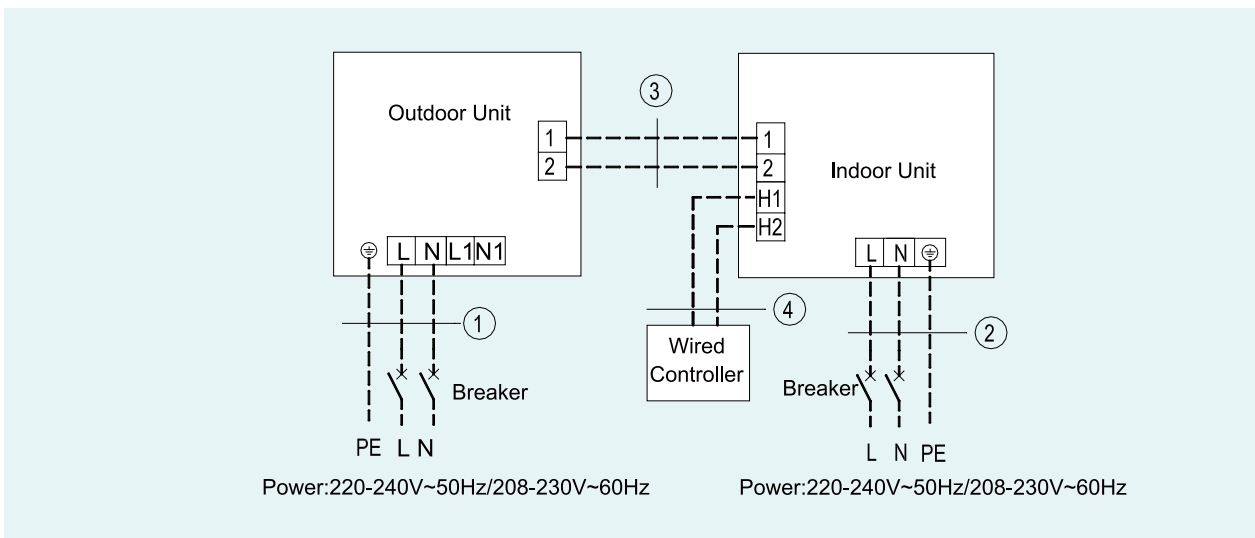 Outdoor Unit
1
2
L N L1 N1
③
1
2
H1
H2
Indoor Unit
L N
①
Breaker
PE L N
Power:220-240V~50Hz/208-230V~60Hz
④
Wired
Controller
②
Breaker
L N PE
Power:220-240V~50Hz/208-230V~60Hz